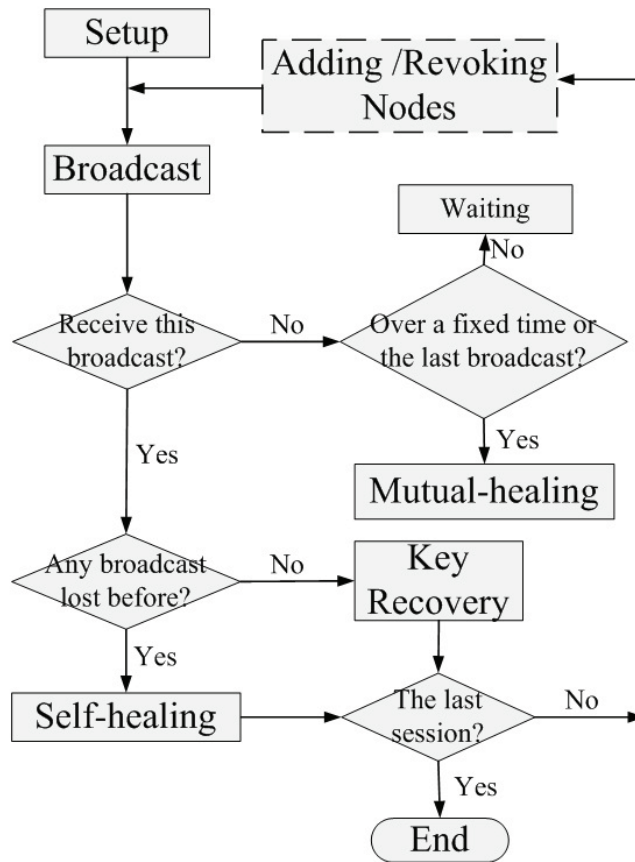 Setup
Adding /Revoking
Nodes
Broadcast
Waiting
No
Receive this
broadcast?
No
Over a fixed time or
the last broadcast?
Yes
Yes
Mutual-healing
Any broadcast
lost before?
No
Key
Recovery
Yes
Self-healing
The last
session?
No
Yes
End